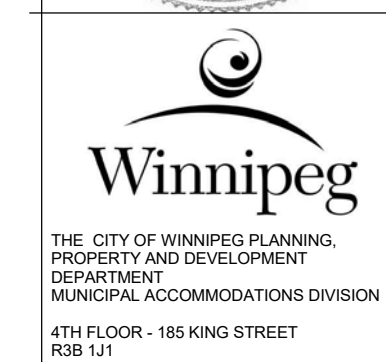 Winnipeg
THE CITY OF WINNIPEG PLANNING,
PROPERTY AND DEVELOPMENT
DEPARTMENT
MUNICIPAL ACCOMMODATIONS DIVISION
4TH FLOOR - 185 KING STREET
R3B 1J1